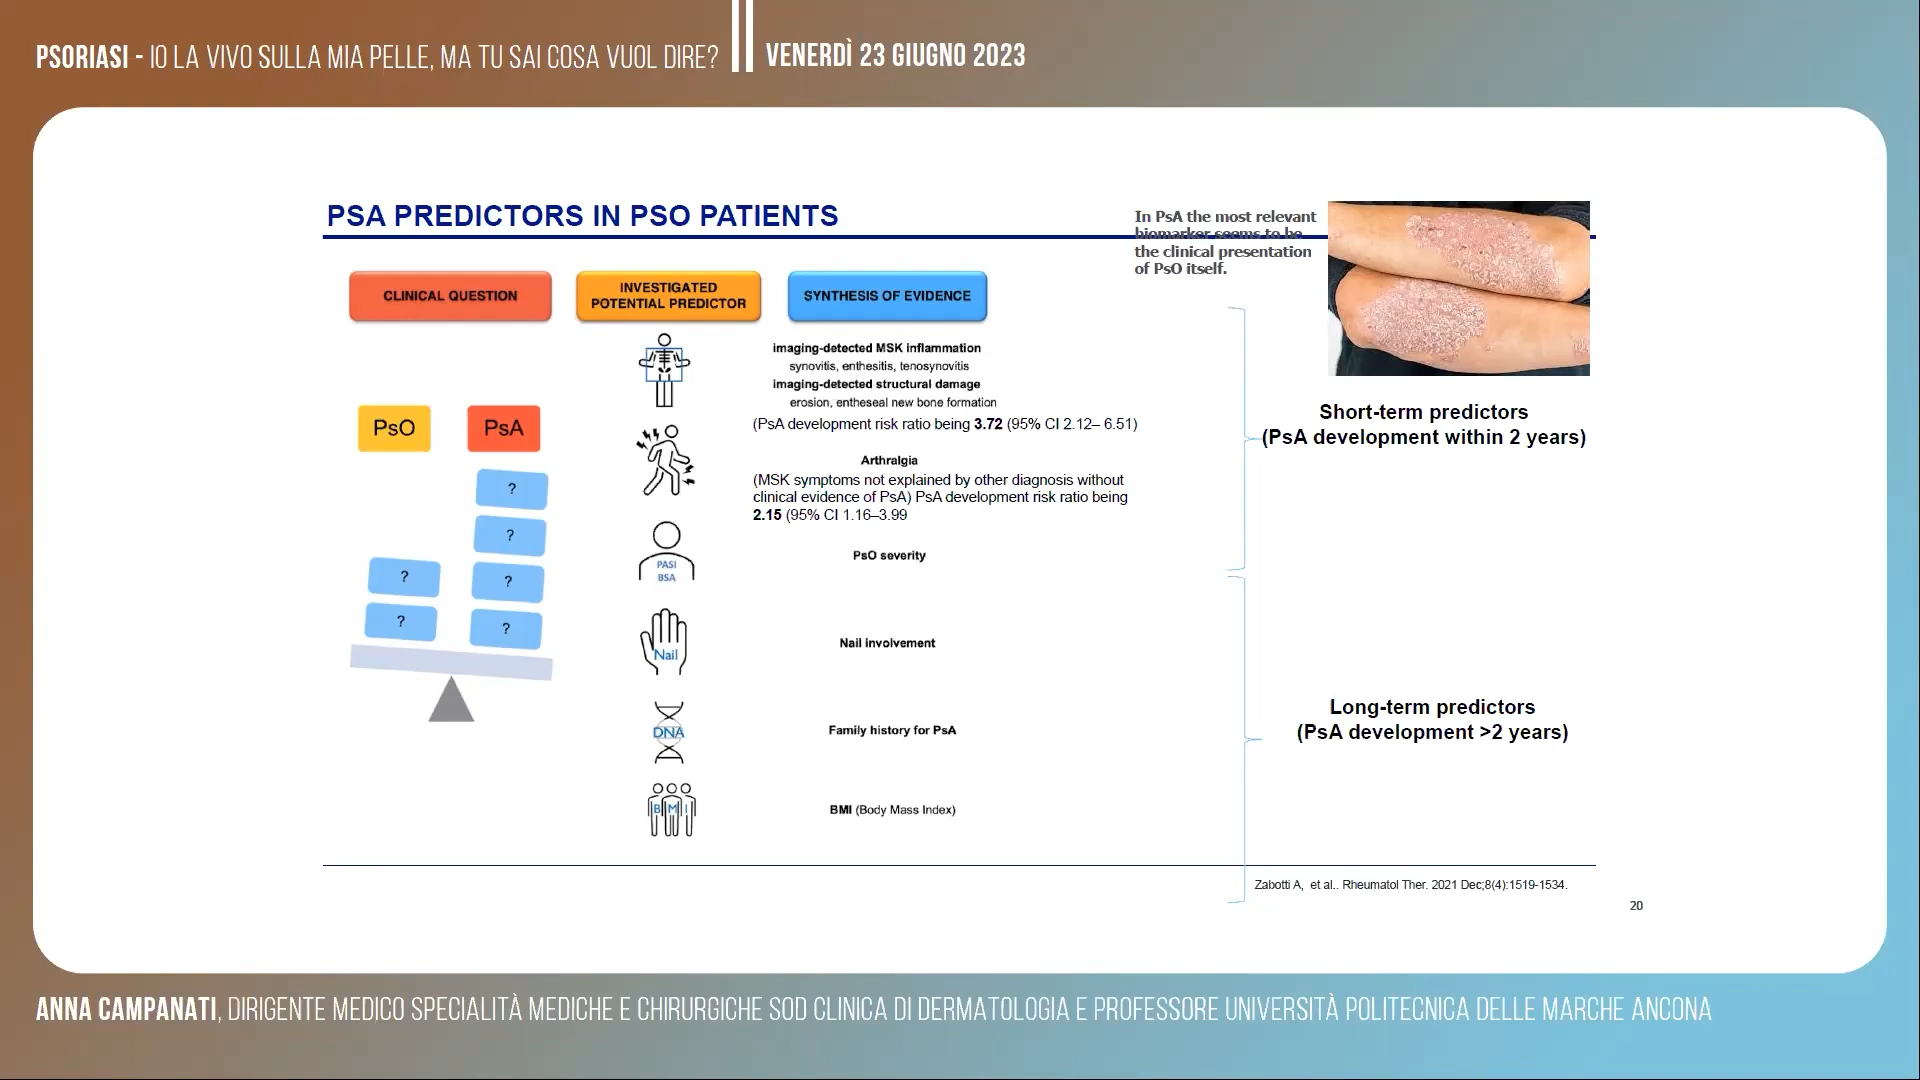 PSORIASI - IO LA VIVO SULLA MIA PELLE, MA TU SAI COSA VUOL DIRE?
VENERDÌ 23 GIUGNO 2023
PSA PREDICTORS IN PSO PATIENTS
In PsA the most relevant
biomarker seems to be
the clinical presentation
of PsO itself.
CLINICAL QUESTION
INVESTIGATED
POTENTIAL PREDICTOR
SYNTHESIS OF EVIDENCE
PsO
PsA
?
?
?
?
?
?
imaging-detected MSK inflammation
synovitis, enthesitis, tenosynovitis
imaging-detected structural damage
erosion, entheseal new bone formation
(PsA development risk ratio being 3.72 (95% CI 2.12– 6.51)
Arthralgia
(MSK symptoms not explained by other diagnosis without
clinical evidence of PsA) PsA development risk ratio being
2.15 (95% CI 1.16–3.99
PASI
BSA
PsO severity
Nail
Nail involvement
DNA
Family history for PsA
B M I
BMI (Body Mass Index)
Short-term predictors
(PsA development within 2 years)
Long-term predictors
(PsA development >2 years)
Zabotti A, et al.. Rheumatol Ther. 2021 Dec;8(4):1519-1534.
20
ANNA CAMPANATI, DIRIGENTE MEDICO SPECIALITÀ MEDICHE E CHIRURGICHE SOD CLINICA DI DERMATOLOGIA E PROFESSORE UNIVERSITÀ POLITECNICA DELLE MARCHE ANCONA